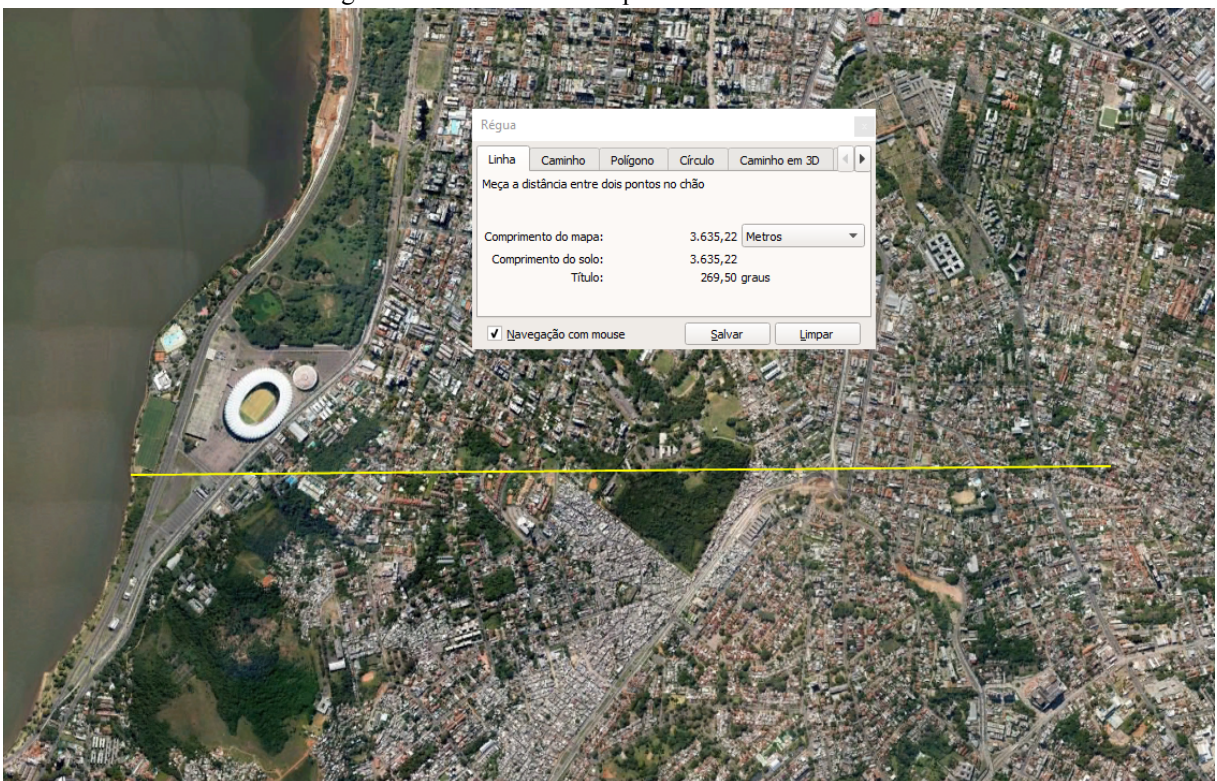 Régua
Linha Caminho Polígono Círculo Caminho em 3D
Meça a distância entre dois pontos no chão
Comprimento do mapa: 3.635,22 Metros
Comprimento do solo: 3.635,22
Título: 269,50 graus
Navegação com mouse Salvar Limpar